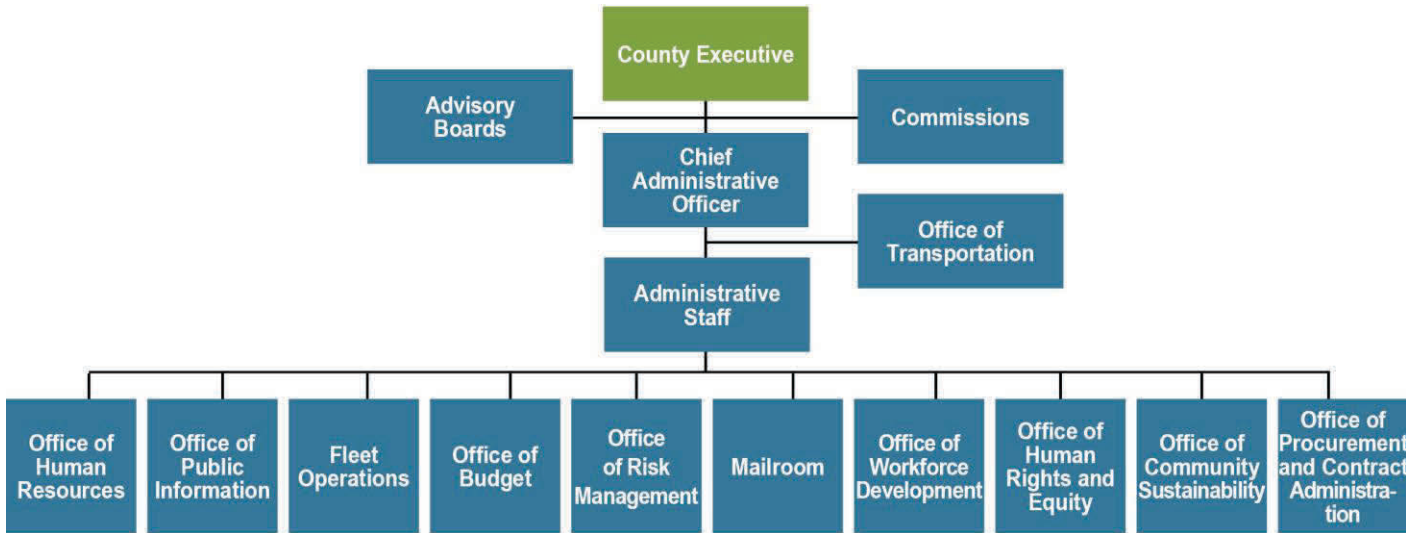 County Executive
Advisory
Boards
Commissions
Chief
Administrative
Officer
Office of
Transportation
Administrative
Staff
Office of
Human
Resources
Office of
Public
Information
Fleet
Operations
Office of
Budget
Office
of Risk
Management
Mailroom
Office of
Workforce
Development
Office of
Human
Rights and
Equity
Office of
Community
Sustainability
Office of
Procurement
and Contract
Administra-
tion